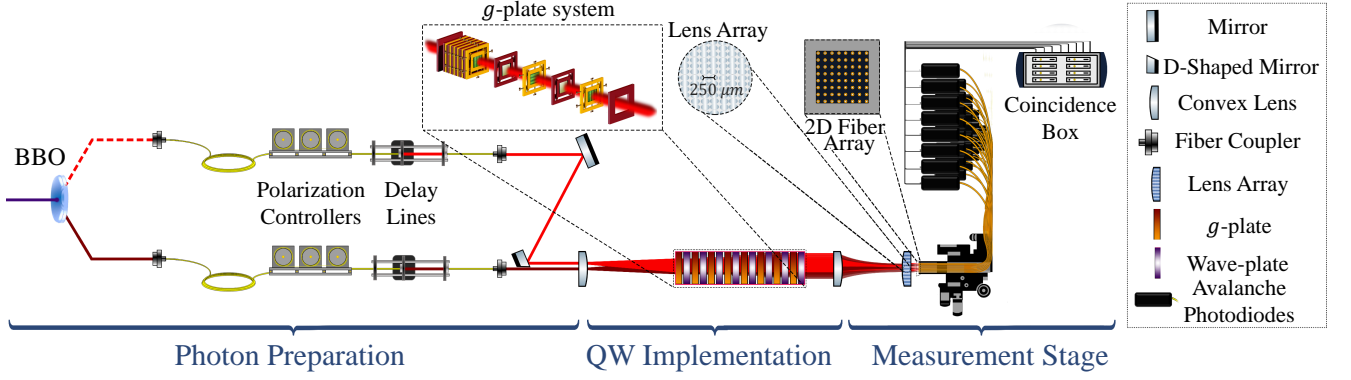 g-plate system
Lens Array
250 μm
2D Fiber
Array
Coincidence
Box
BBO
Polarization
Controllers
Delay
Lines
Mirror
D-Shaped Mirror
Convex Lens
Fiber Coupler
Lens Array
g-plate
Wave-plate
Avalanche
Photodiodes
Photon Preparation
QW Implementation
Measurement Stage